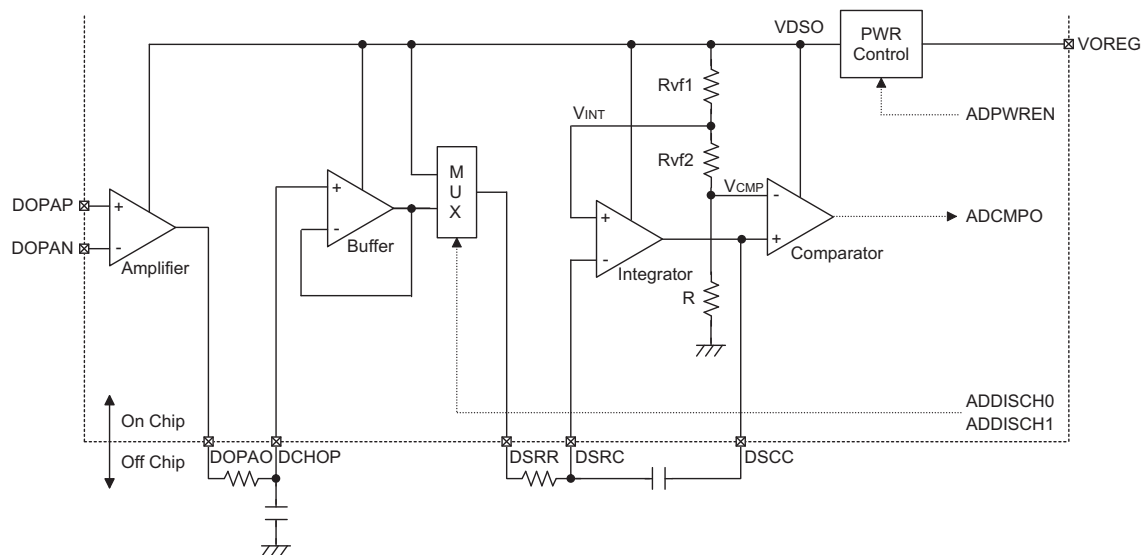 VDSO
PWR
Control
VOREG
Rvf1
VINT
ADPWREN
Rvf2
M
U
X
VCMP
DOPAP
+
+
+
-
ADCMPO
DOPAN
-
-
-
+
Amplifier
Buffer
Integrator
Comparator
R
On Chip
ADDISCH0
ADDISCH1
Off Chip
DOPAO
DCHOP
DSRR
DSRC
DSCC